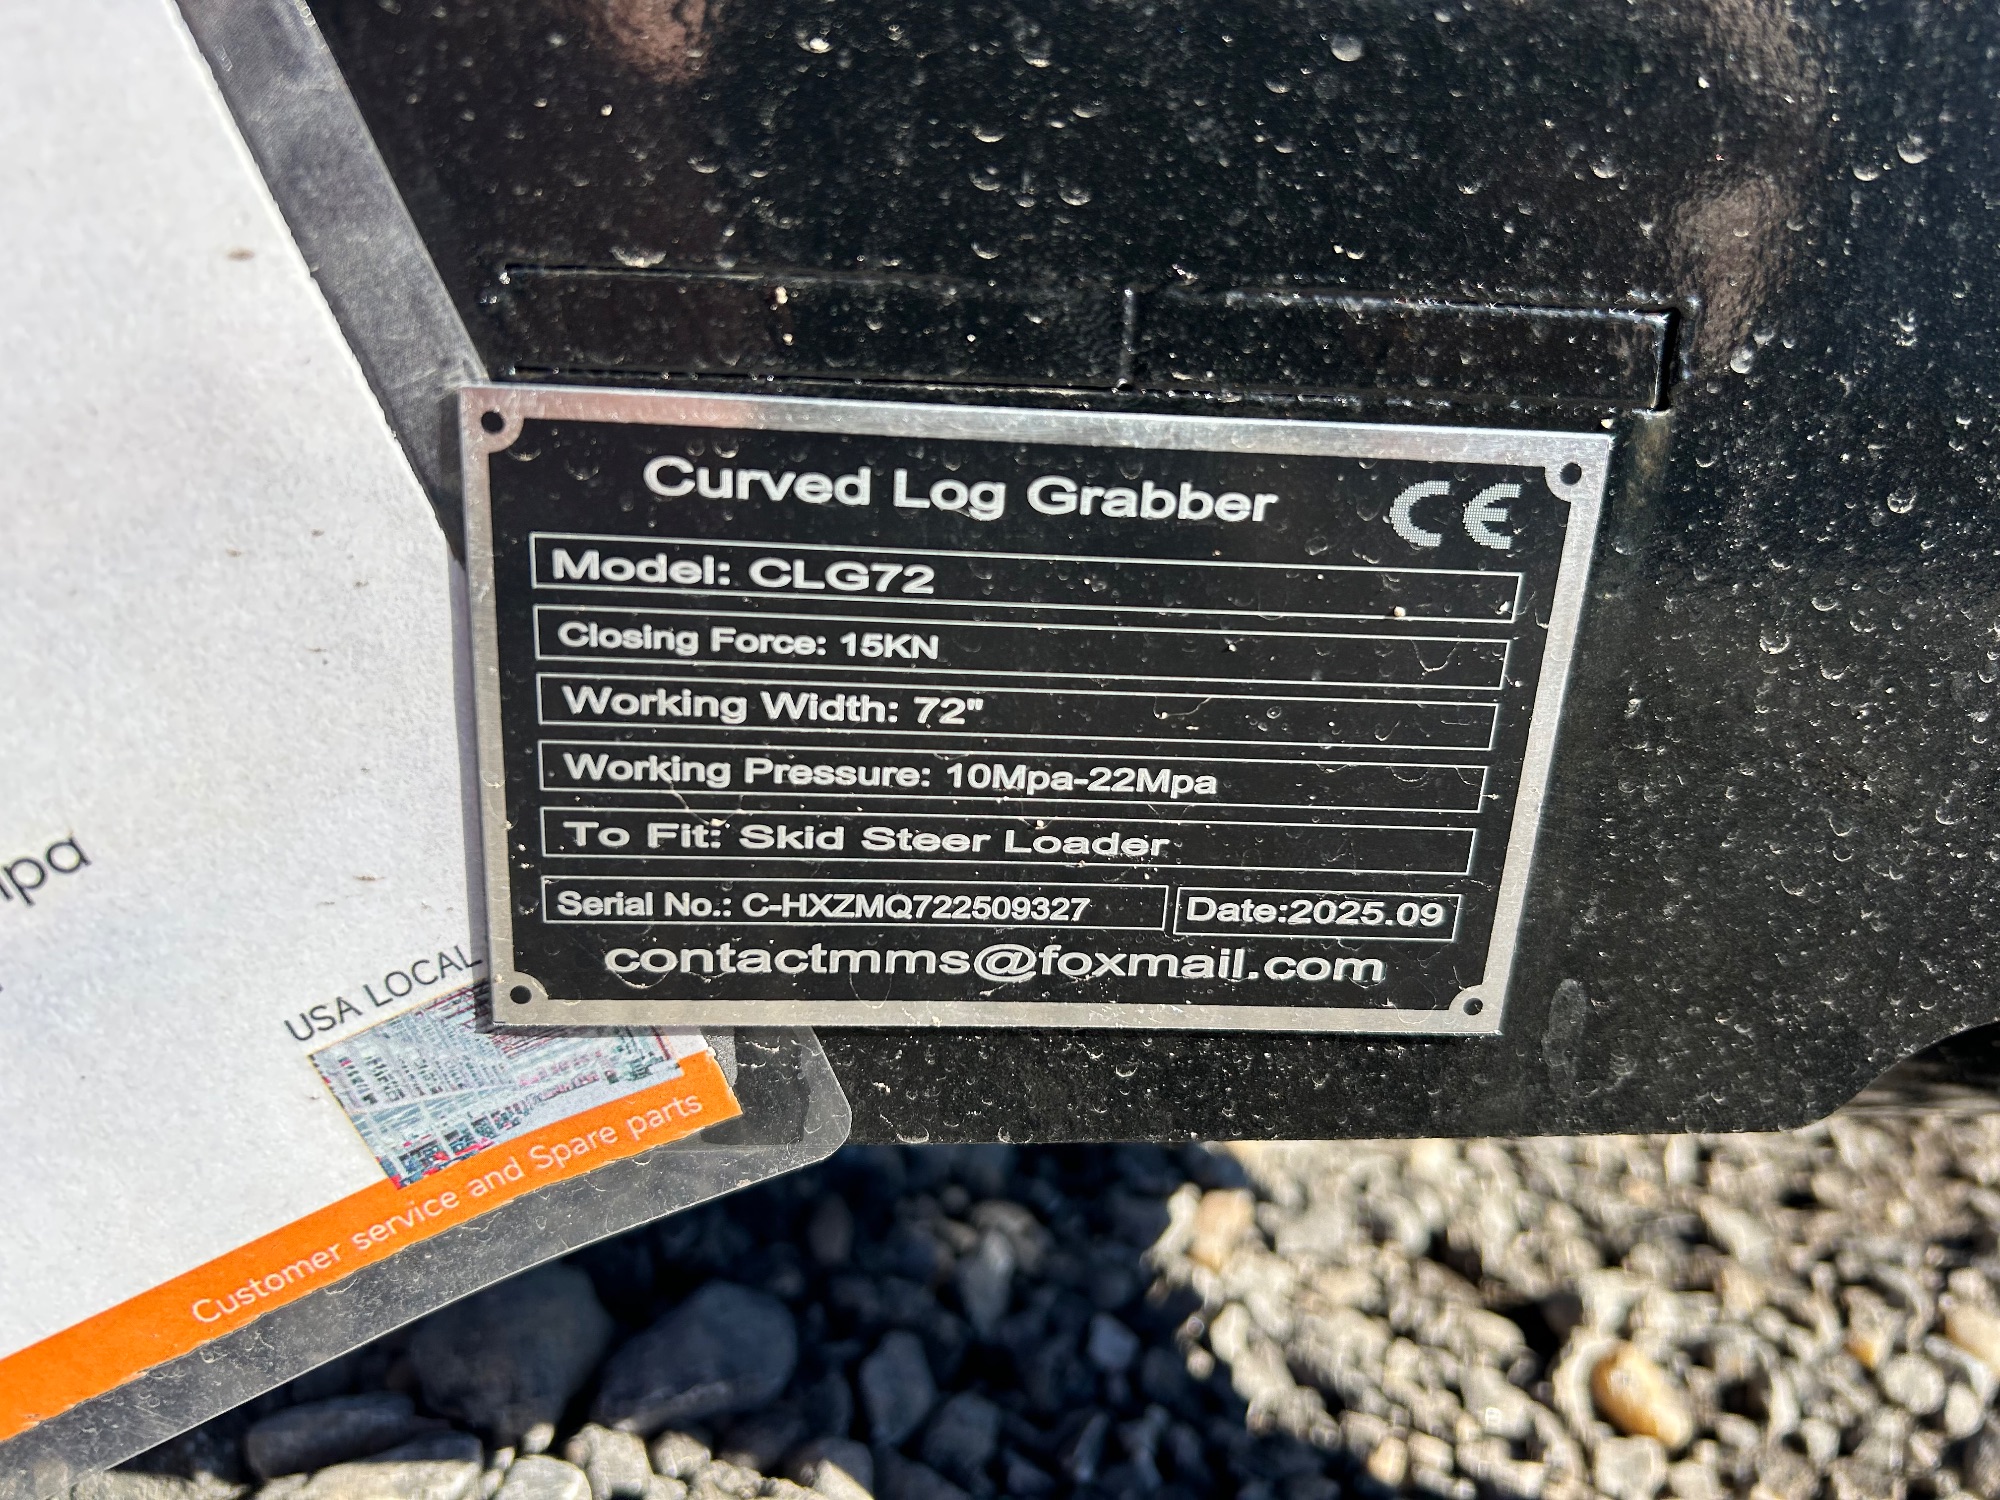 Curved Log Grabber
CE
Model: CLG72
Closing Force: 15KN
Working Width: 72"
Working Pressure: 10Mpa-22Mpa
To Fit: Skid Steer Loader
Serial No.: C-HXZMQ722509327
Date:2025.09
contactmms@foxmail.com
USA LOCAL
Customer service and Spare parts